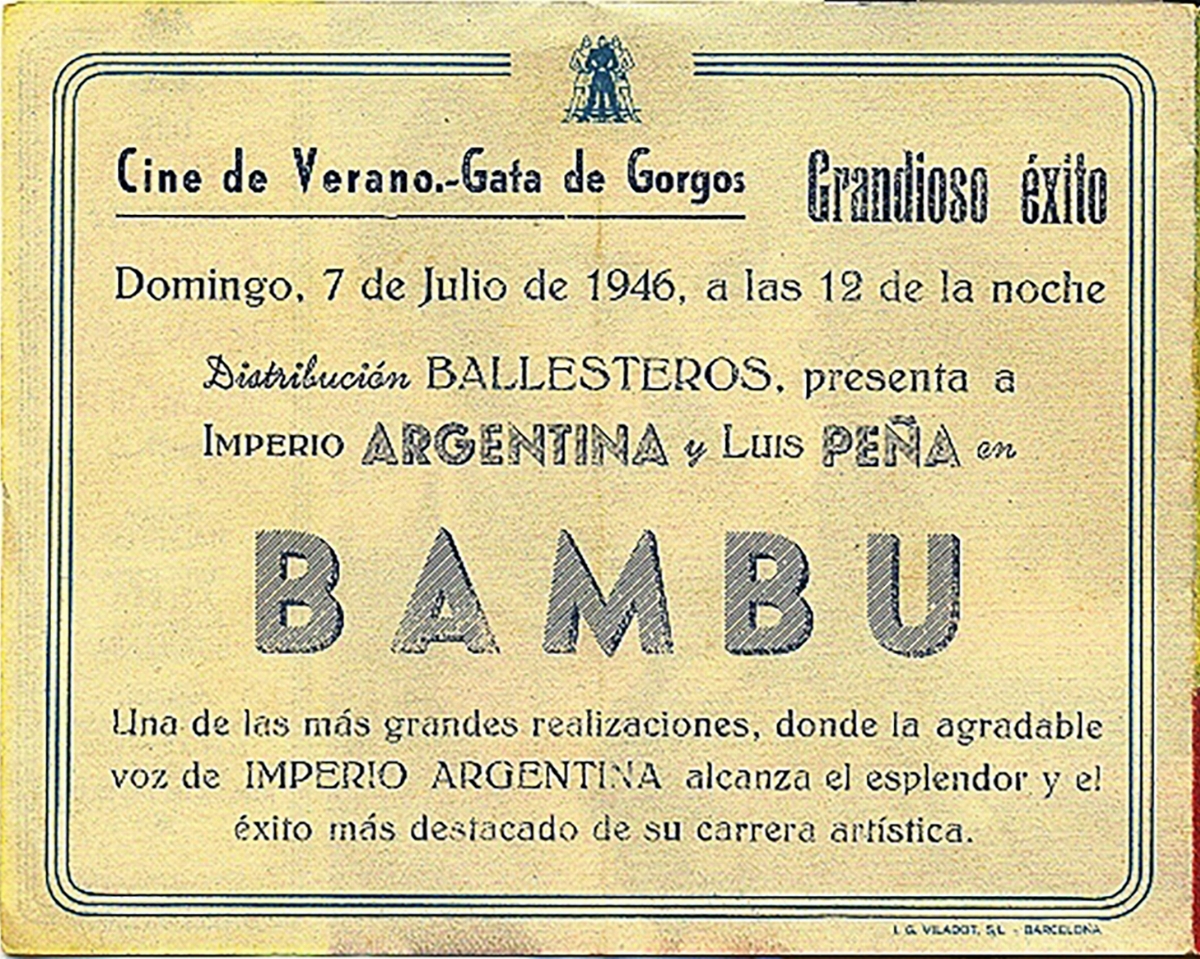 Cine de Verano.-Gata de Gorgos Grandioso éxito
Domingo, 7 de Julio de 1946, a las 12 de la noche
Distribución BALLESTEROS, presenta a
IMPERIO ARGENTINA y LUIS PEÑA en
BAMBU
Una de las más grandes realizaciones, donde la agradable
voz de IMPERIO ARGENTINA alcanza el esplendor y el
éxito más destacado de su carrera artística.
I. G. VILADOT, S.L. - BARCELONA